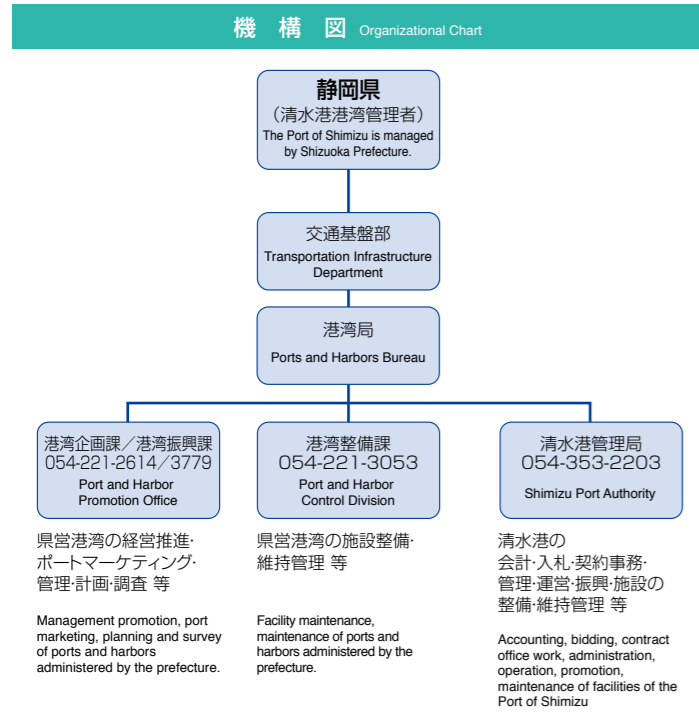 機 構 図 Organizational Chart
静岡県
（清水港港湾管理者）
The Port of Shimizu is managed
by Shizuoka Prefecture.
交通基盤部
Transportation Infrastructure
Department
港湾局
Ports and Harbors Bureau
港湾企画課／港湾振興課
054-221-2614／3779
Port and Harbor
Promotion Office
県営港湾の経営推進・
ポートマーケティング・
管理・計画・調査 等
Management promotion, port
marketing, planning and survey
of ports and harbors
administered by the prefecture.
港湾整備課
054-221-3053
Port and Harbor
Control Division
県営港湾の施設整備・
維持管理 等
Facility maintenance,
maintenance of ports and
harbors administered by the
prefecture.
清水港管理局
054-353-2203
Shimizu Port Authority
清水港の
会計・入札・契約事務・
管理・運営・振興・施設の
整備・維持管理 等
Accounting, bidding, contract
office work, administration,
operation, promotion,
maintenance of facilities of the
Port of Shimizu